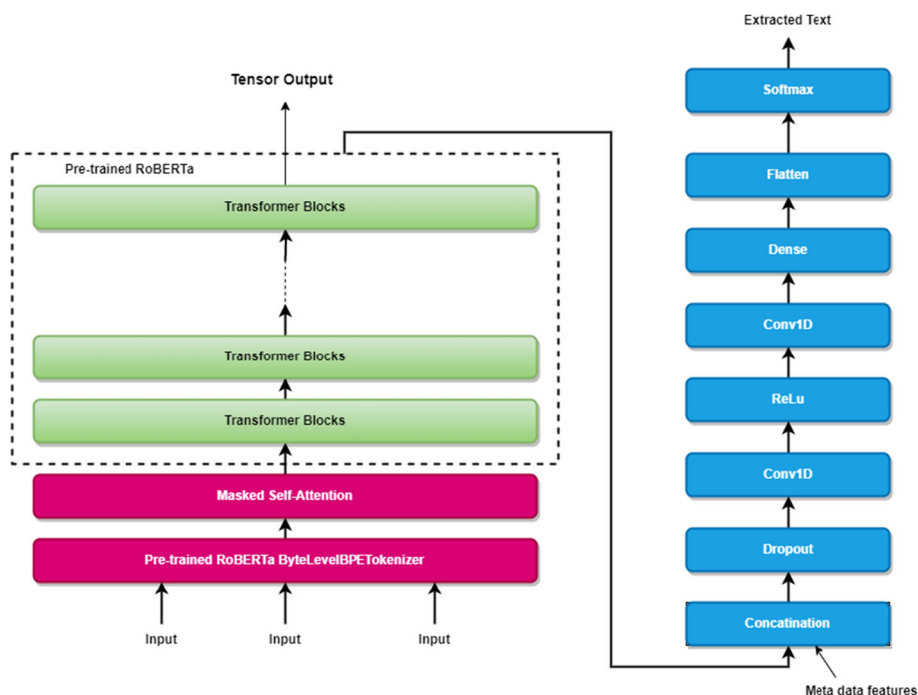 Tensor Output
Pre-trained RoBERTa
Transformer Blocks
Transformer Blocks
Transformer Blocks
Masked Self-Attention
Pre-trained RoBERTa ByteLevelBPETokenizer
Input
Input
Input
Extracted Text
Softmax
Flatten
Dense
Conv1D
ReLu
Conv1D
Dropout
Concatination
Meta data features